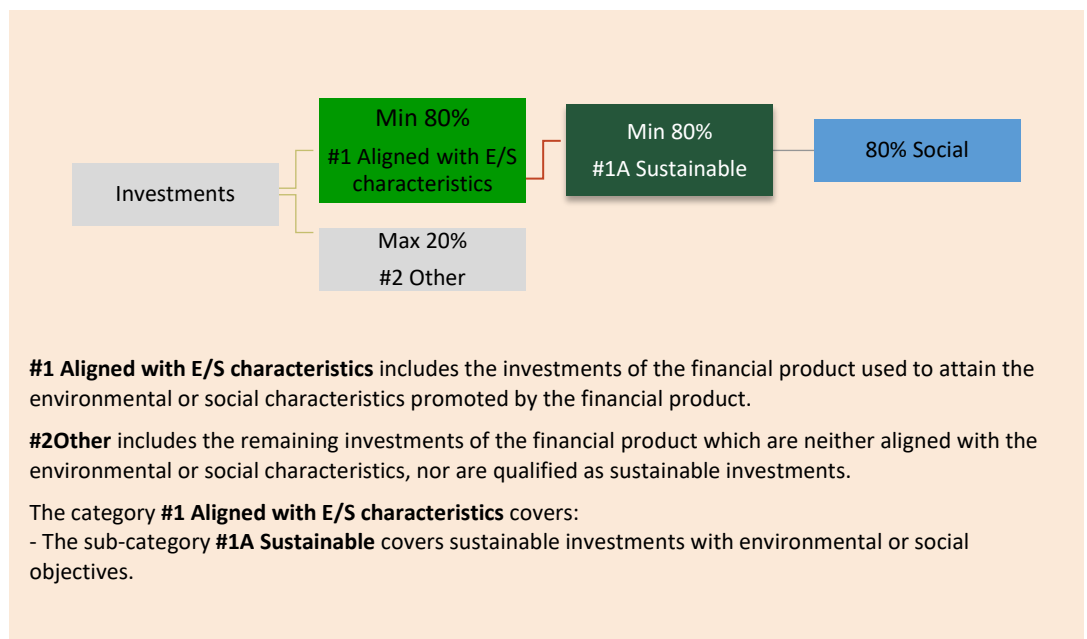 Min 80%
#1 Aligned with E/S
characteristics
Min 80%
#1A Sustainable
80% Social
Investments
Max 20%
#2 Other
#1 Aligned with E/S characteristics includes the investments of the financial product used to attain the
environmental or social characteristics promoted by the financial product.
#2Other includes the remaining investments of the financial product which are neither aligned with the
environmental or social characteristics, nor are qualified as sustainable investments.
The category #1 Aligned with E/S characteristics covers:
- The sub-category #1A Sustainable covers sustainable investments with environmental or social
objectives.